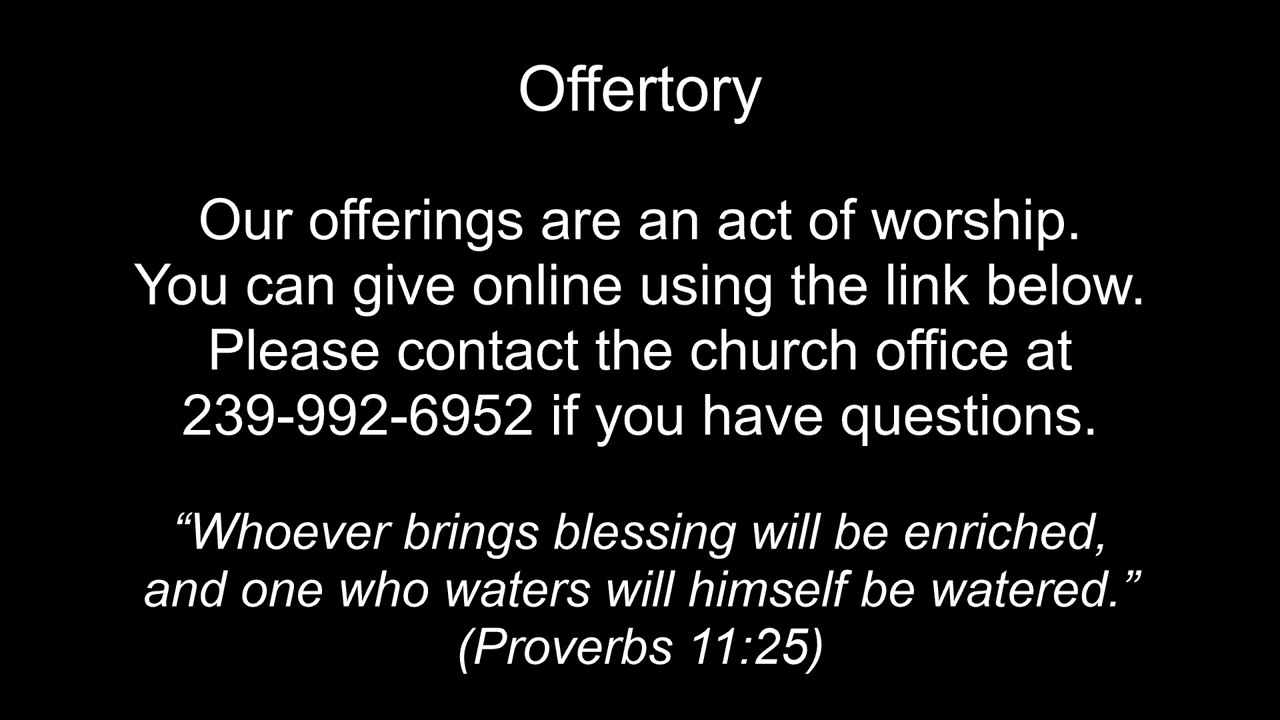 Offertory
Our offerings are an act of worship.
You can give online using the link below.
Please contact the church office at
239-992-6952 if you have questions.
“Whoever brings blessing will be enriched,
and one who waters will himself be watered.”
(Proverbs 11:25)